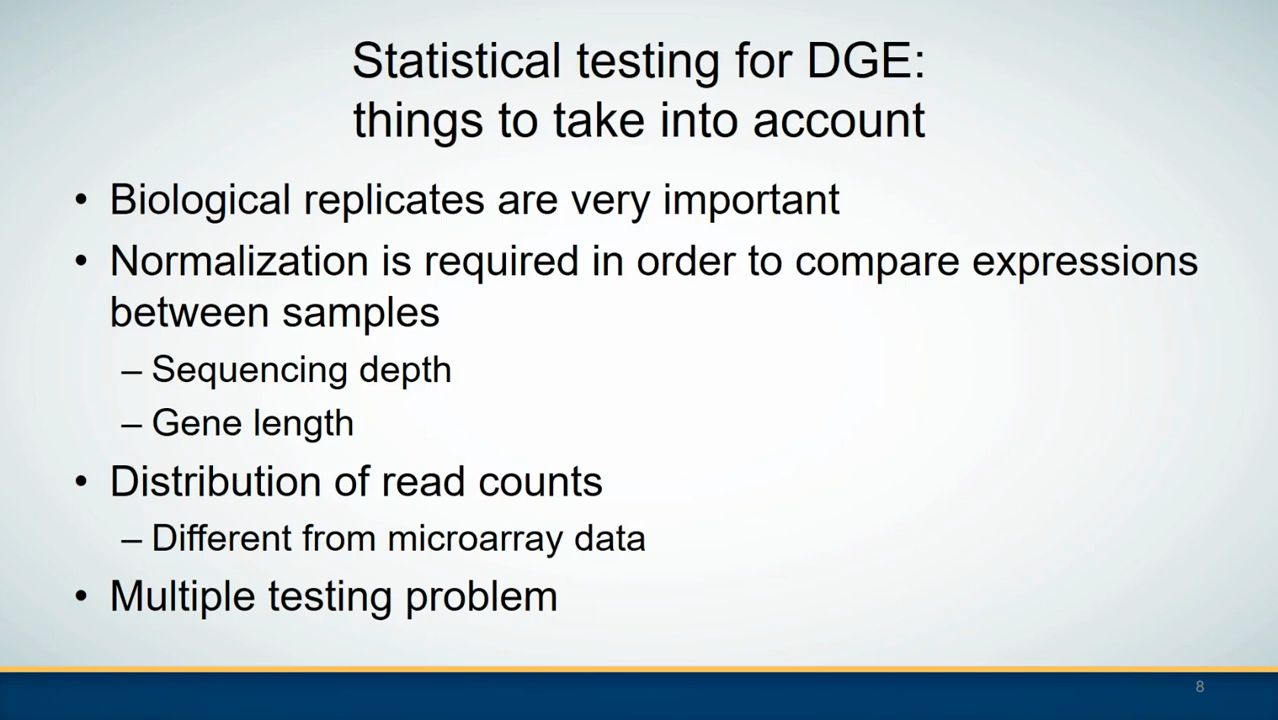 Statistical testing for DGE:
things to take into account
• Biological replicates are very important
• Normalization is required in order to compare expressions
between samples
– Sequencing depth
– Gene length
• Distribution of read counts
– Different from microarray data
• Multiple testing problem
8